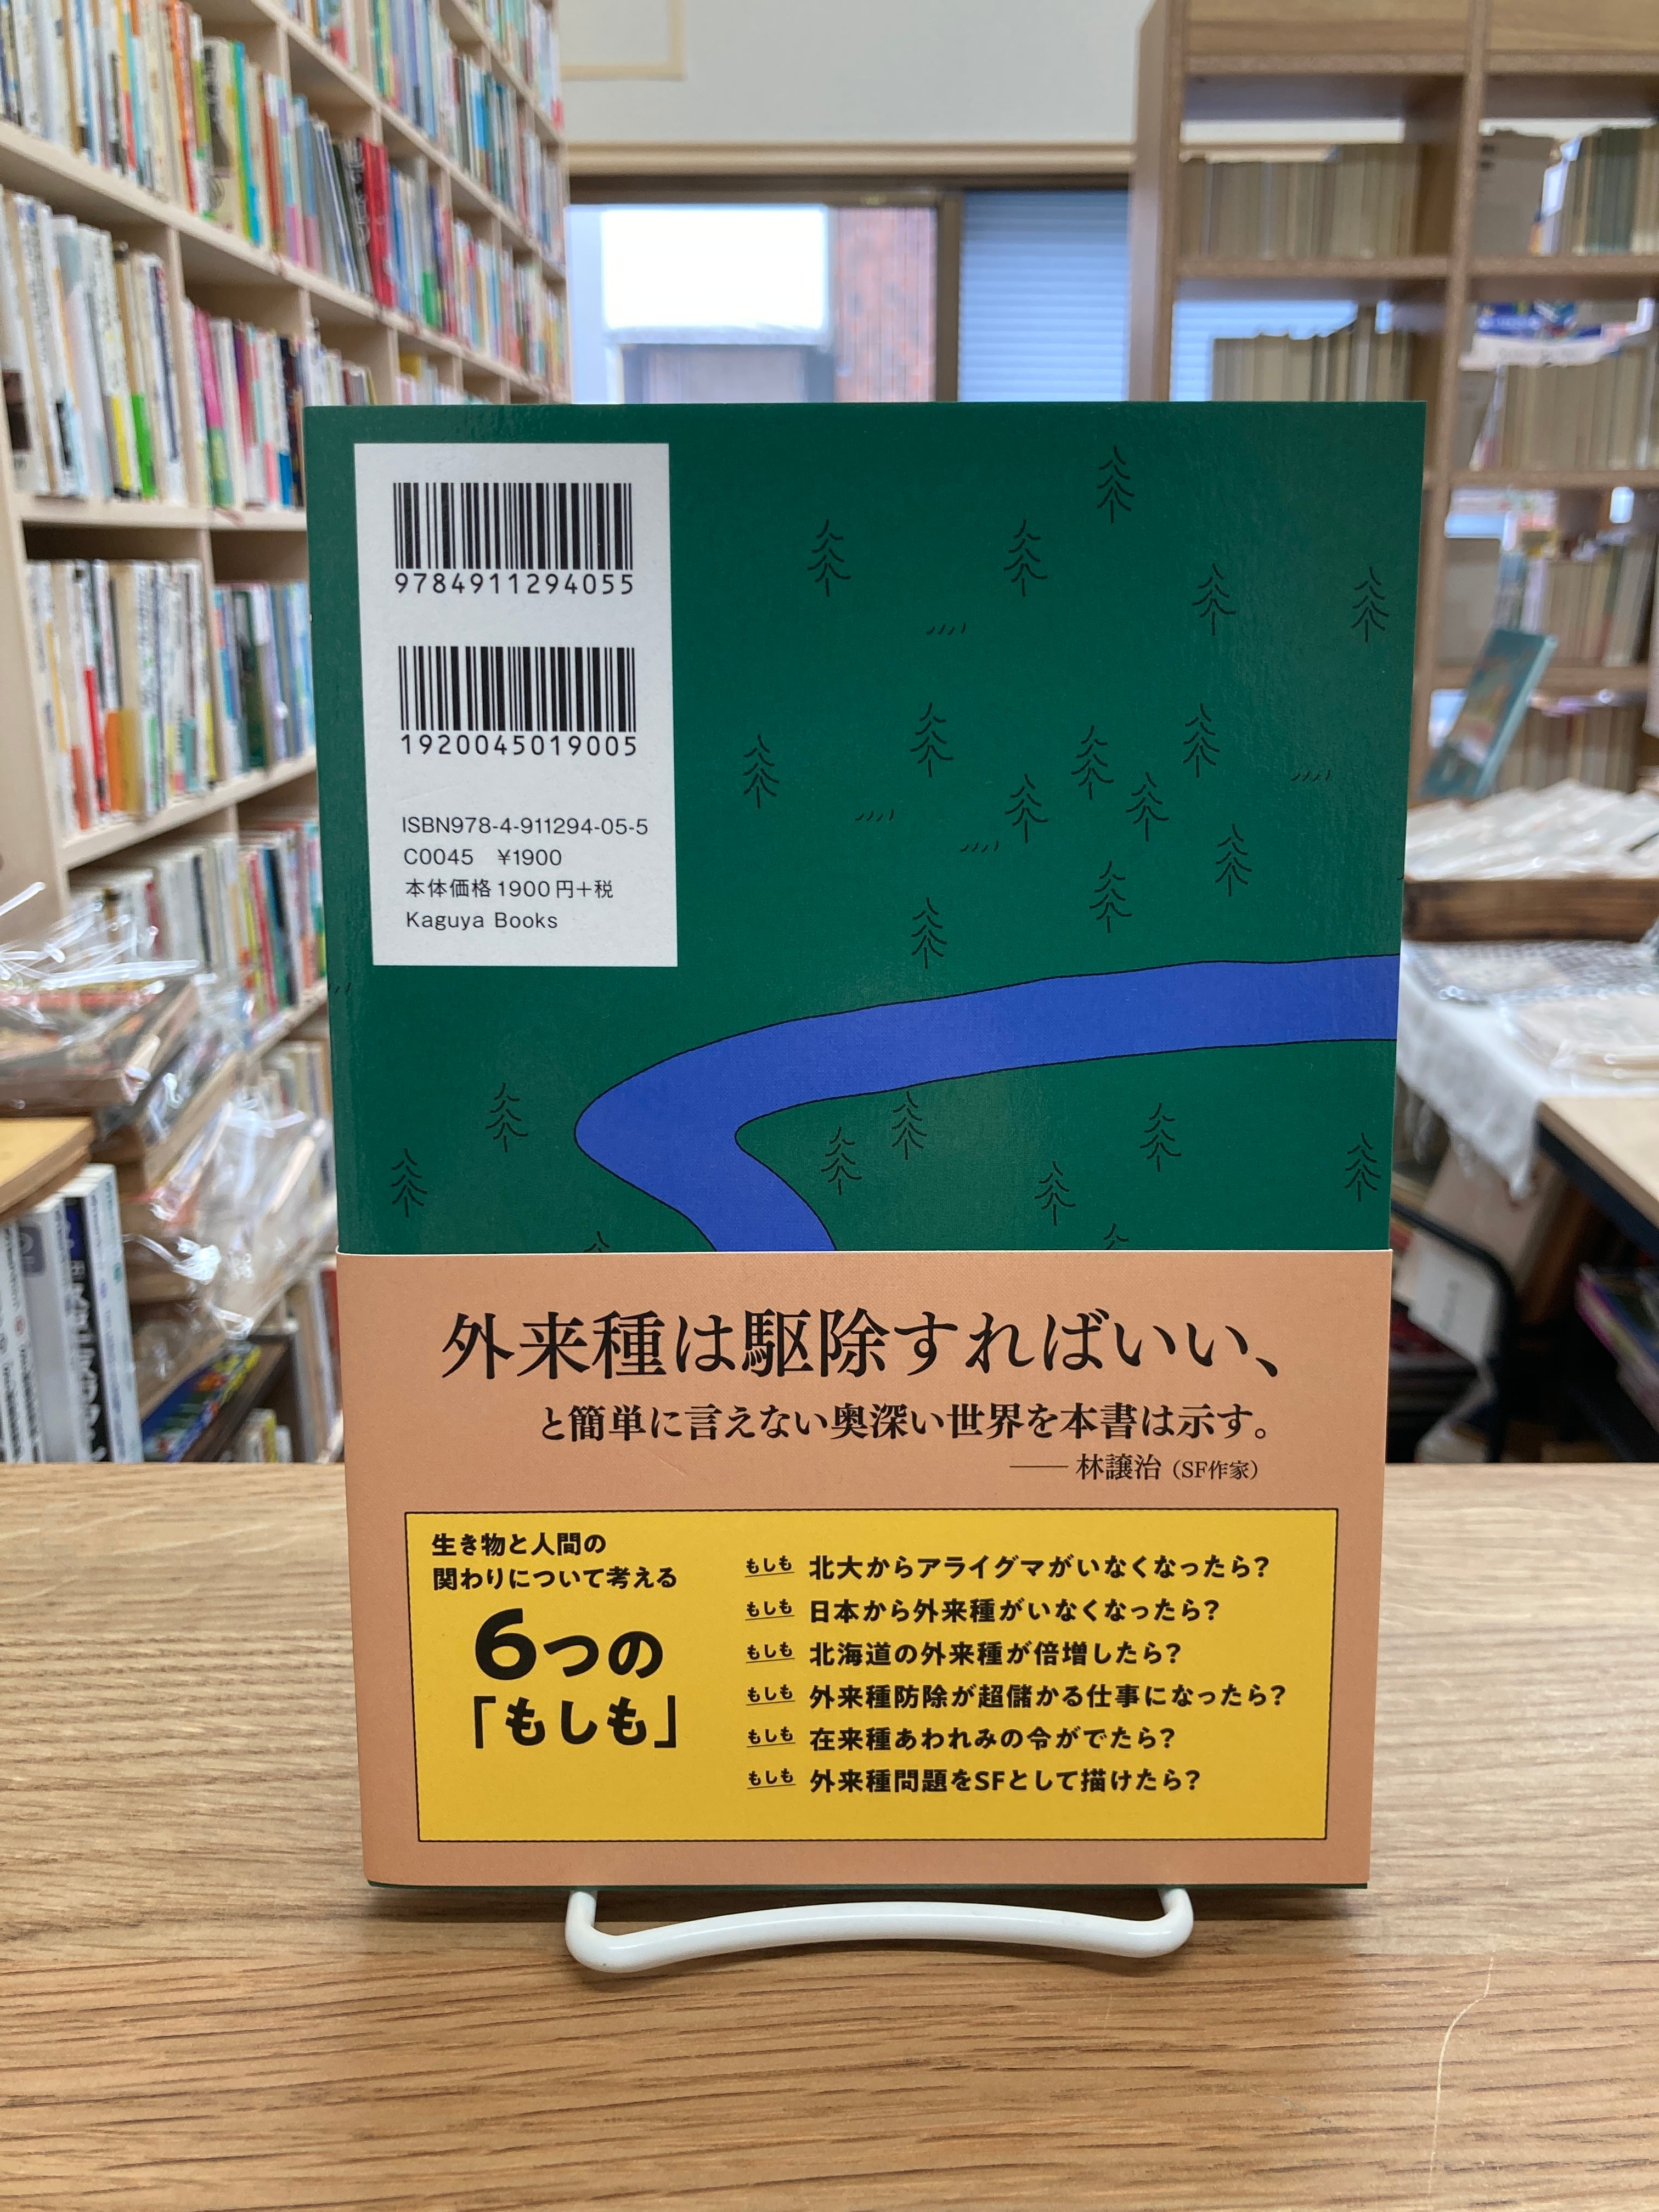 9784911294055
1920045019005
ISBN978-4-911294-05-5
C0045 ¥1900
本体価格1900円+税
Kaguya Books
外来種は駆除すればいい、
と簡単に言えない奥深い世界を本書は示す。
―― 林譲治(SF作家)
生き物と人間の
関わりについて考える
6つの
「もしも」
もしも 北大からアライグマがいなくなったら?
もしも 日本から外来種がいなくなったら?
もしも 北海道の外来種が倍増したら?
もしも 外来種防除が超儲かる仕事になったら?
もしも 在来種あわれみの令がでたら?
もしも 外来種問題をSFとして描けたら?